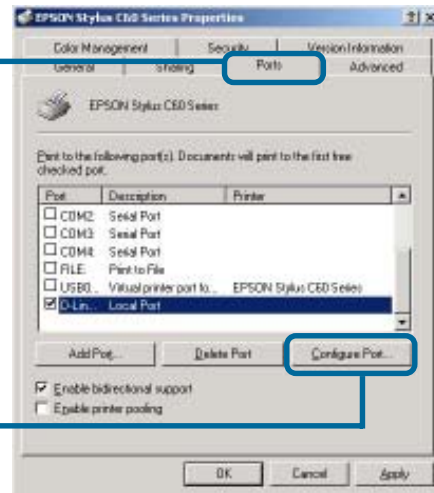 EPSON Stylus C60 Series Properties
? x
Color Management Security Version Information
General Sharing Ports Advanced
EPSON Stylus C60 Series
Print to the following port(s). Documents will print to the first free
checked port.
Port Description Printer
COM2: Serial Port
COM3: Serial Port
COM4: Serial Port
FILE: Print to File
USB0... Virtual printer port fo... EPSON Stylus C60 Series
D-Lin... Local Port
Add Port... Delete Port Configure Port...
Enable bidirectional support
Enable printer pooling
OK Cancel Apply